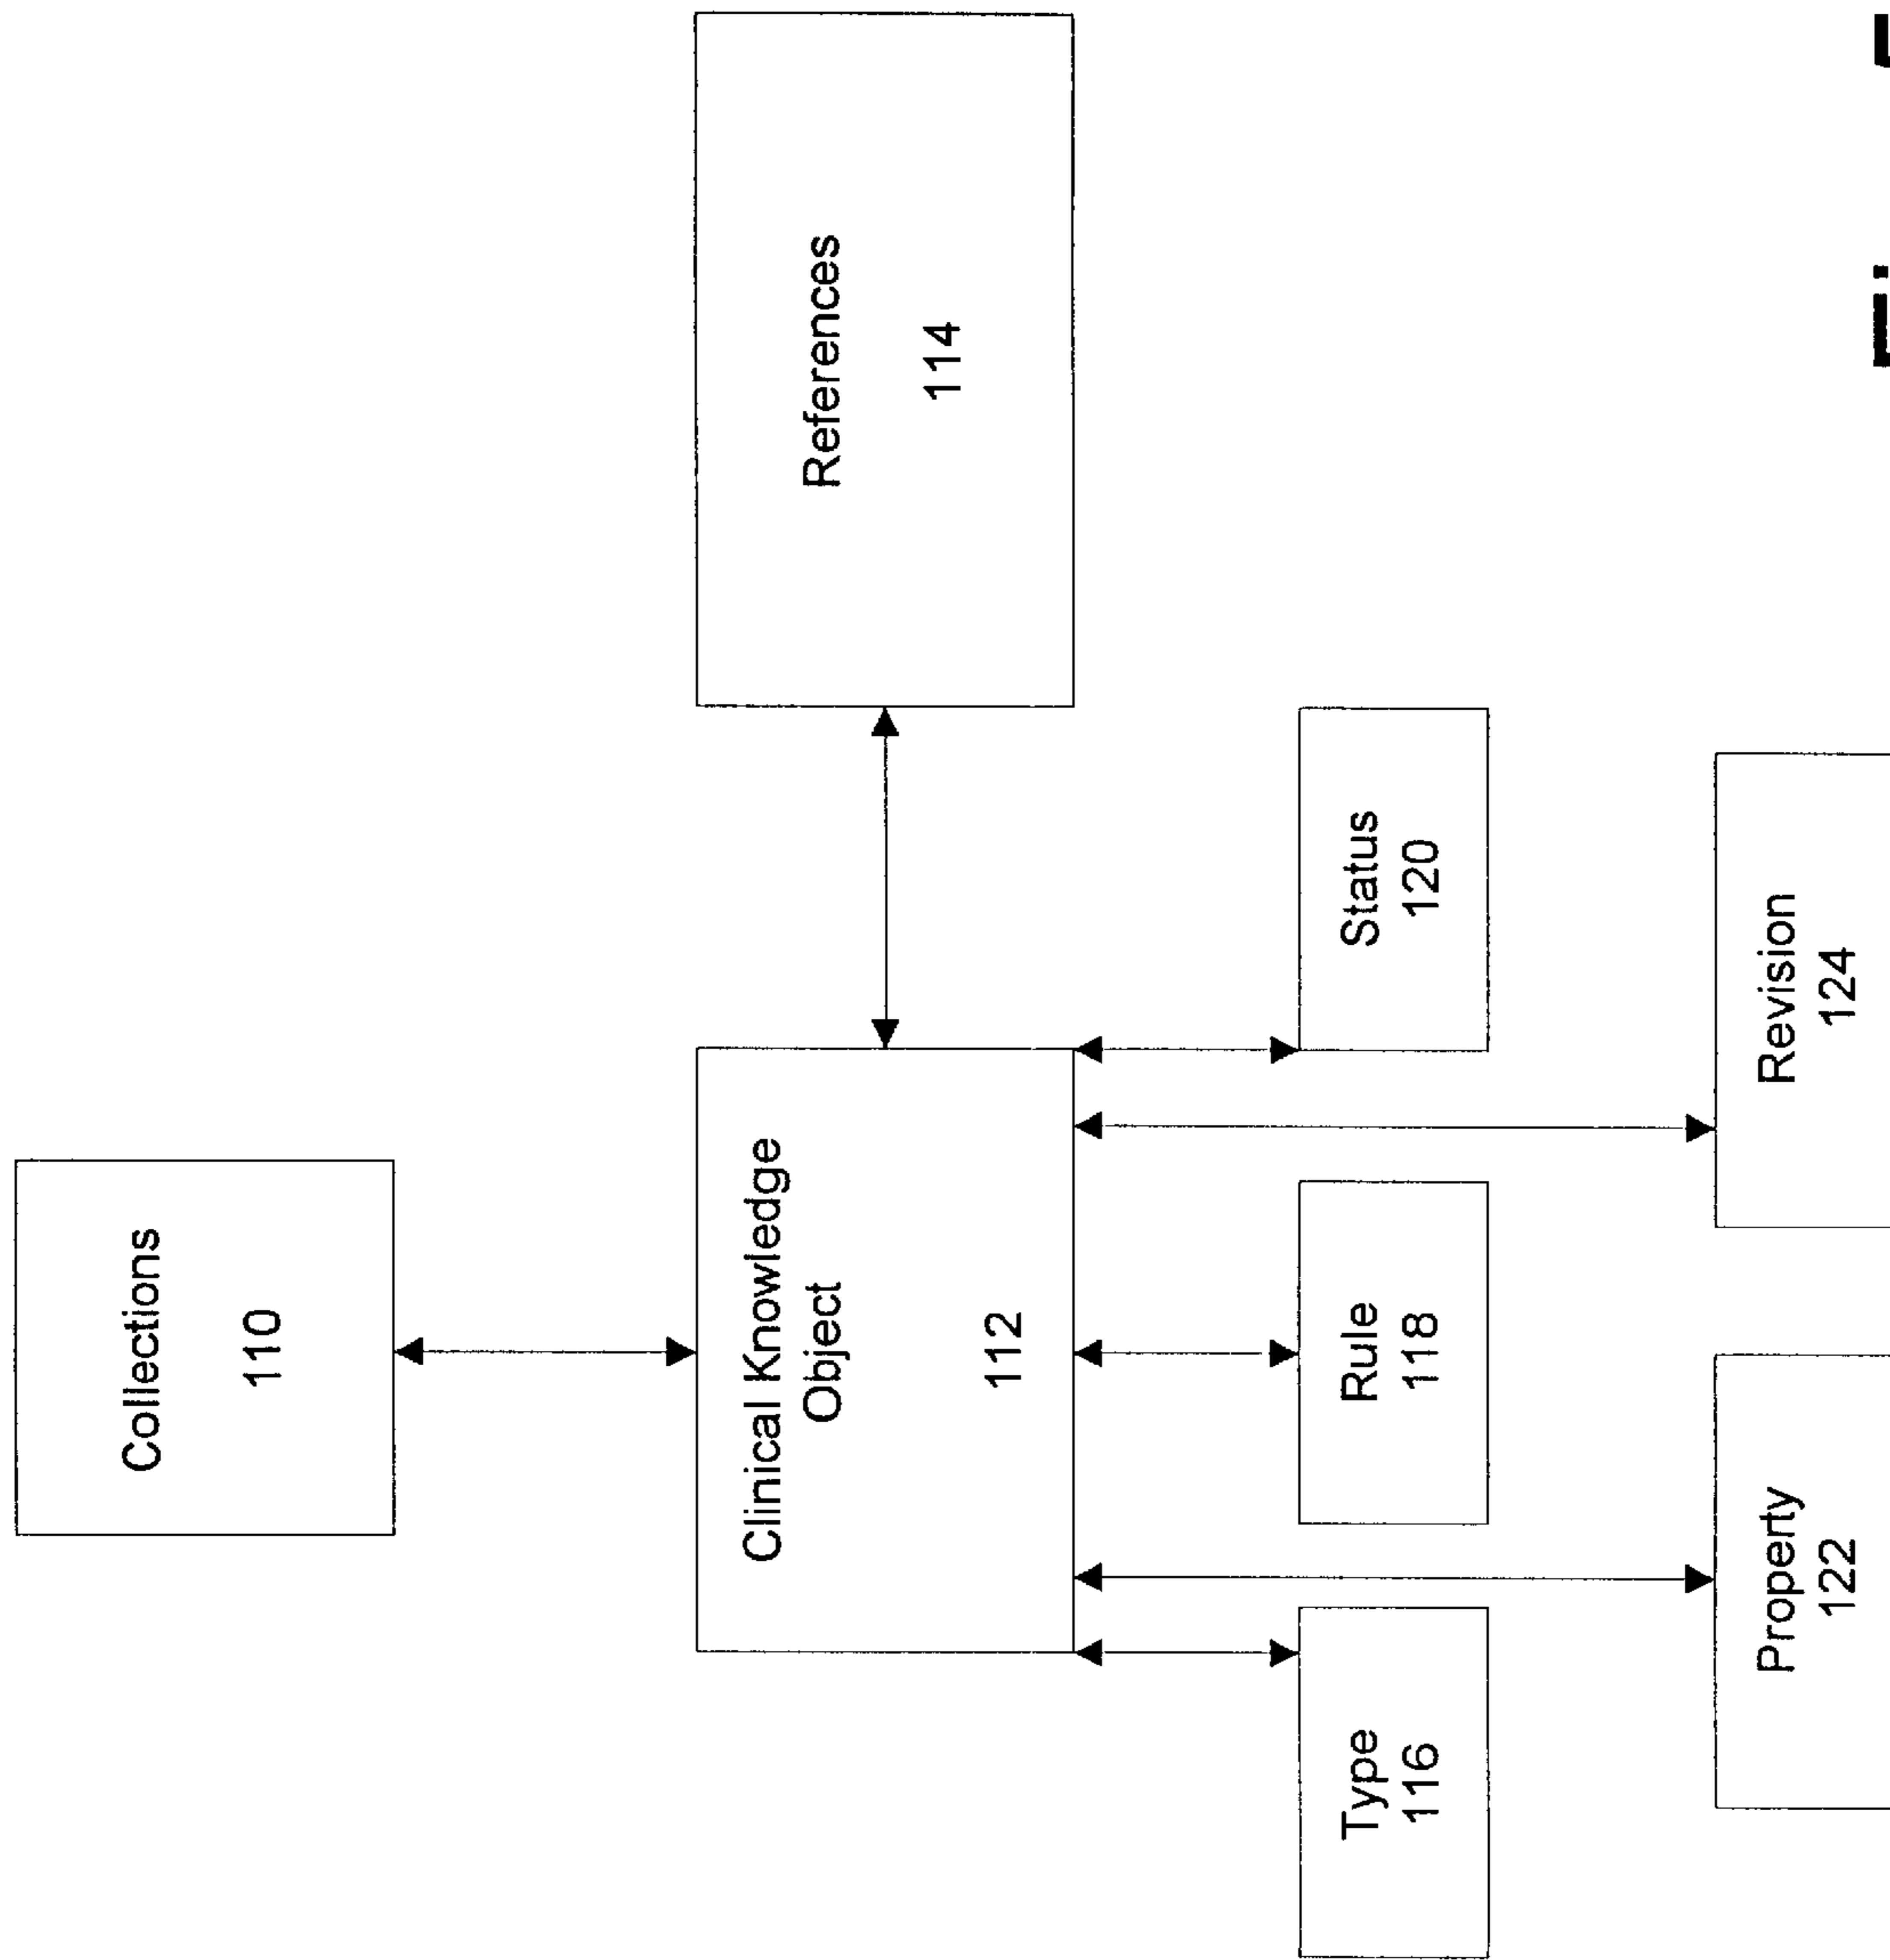 Collections
110
Clinical Knowledge
Object
112
References
114
Type
116
Rule
118
Status
120
Property
122
Revision
124